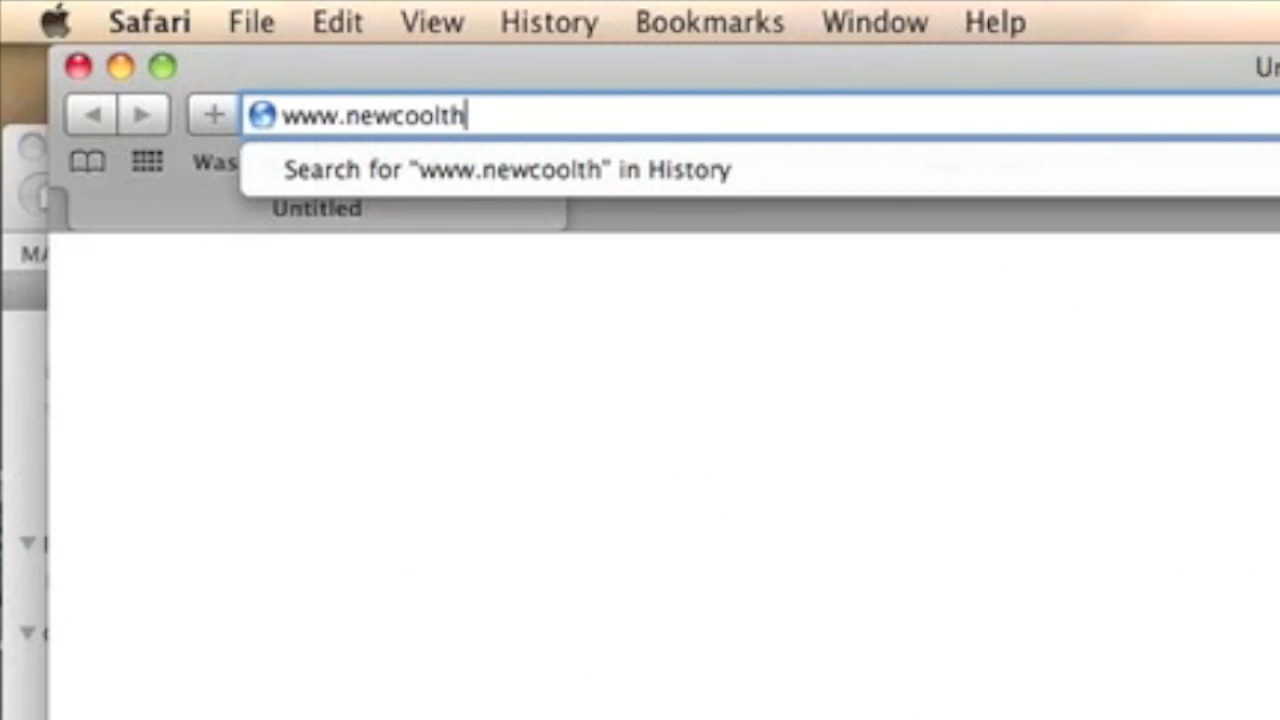 Safari File Edit View History Bookmarks Window Help
www.newcoolth
Search for "www.newcoolth" in History
Untitled